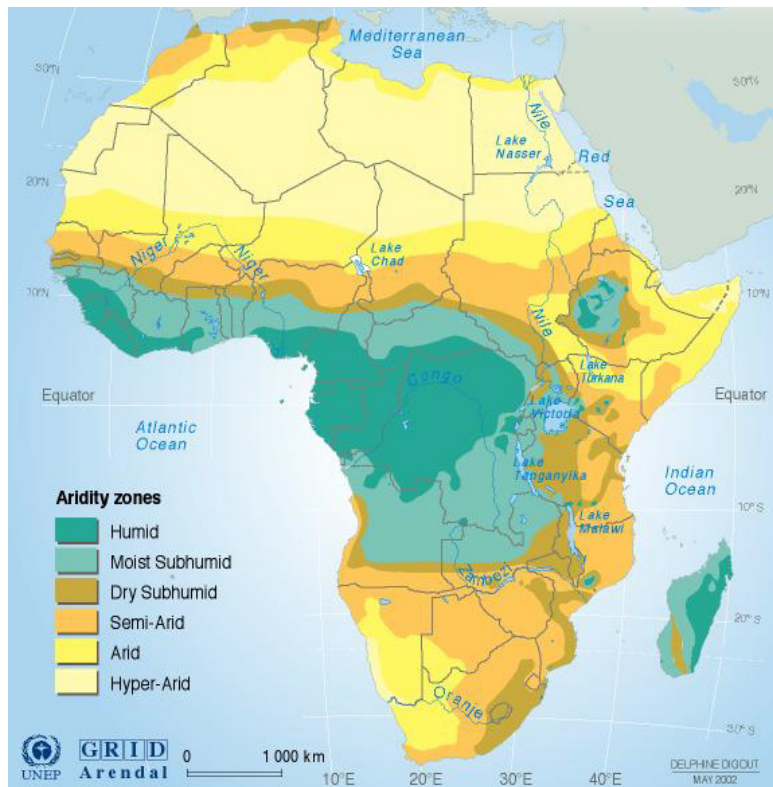 Mediterranean
Sea
30°N
30°N
Nile
Lake
Nasser
Red
Sea
20°N
20°N
Niger
Niger
Lake
Chad
10°N
10°N
Nile
Lake
Turkana
Congo
Equator
Equator
Lake
Victoria
Atlantic
Ocean
Lake
Tanganyika
Indian
Ocean
Aridity zones
Humid
Moist Subhumid
Dry Subhumid
Semi-Arid
Arid
Hyper-Arid
10°S
Lake
Malawi
Zambezi
20° S
Oranje
30°S
UNEP
GRID
Arendal
0 1 000 km
10°E 20°E 30°E 40°E
DELPHINE DIGOUT
MAY 2002